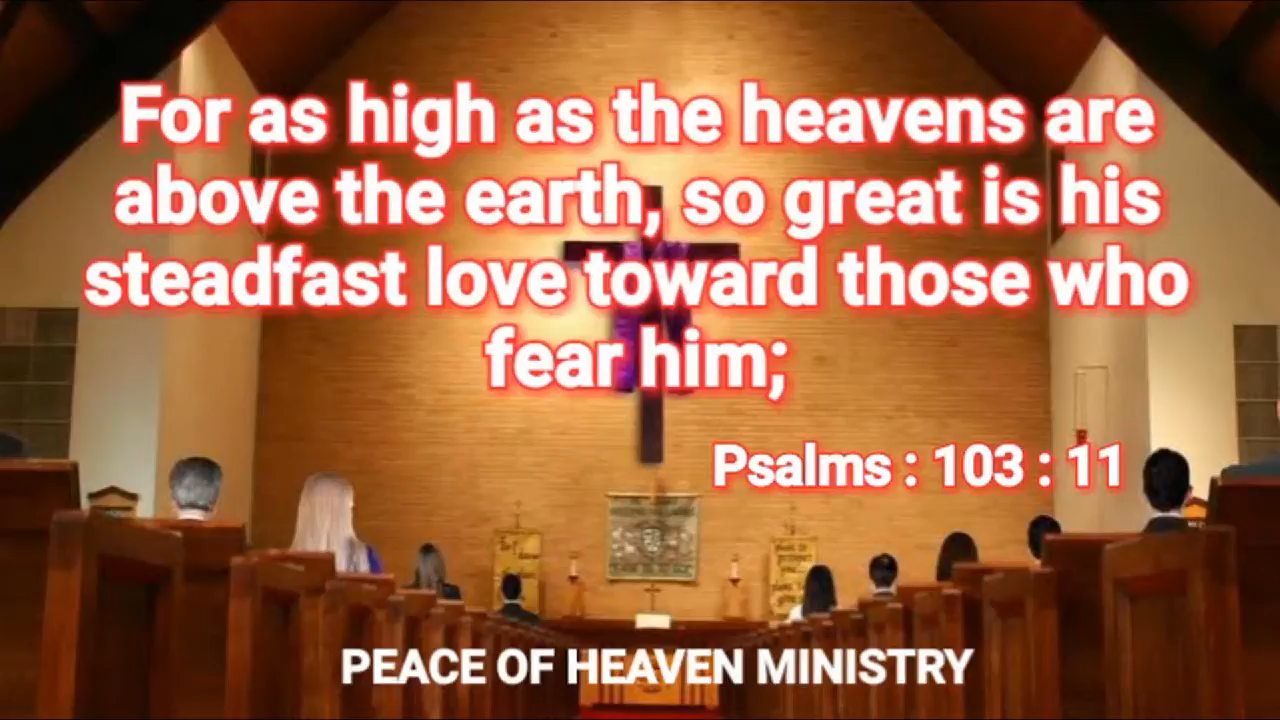 For as high as the heavens are
above the earth, so great is his
steadfast love toward those who
fear him;
Psalms : 103 : 11
PEACE OF HEAVEN MINISTRY